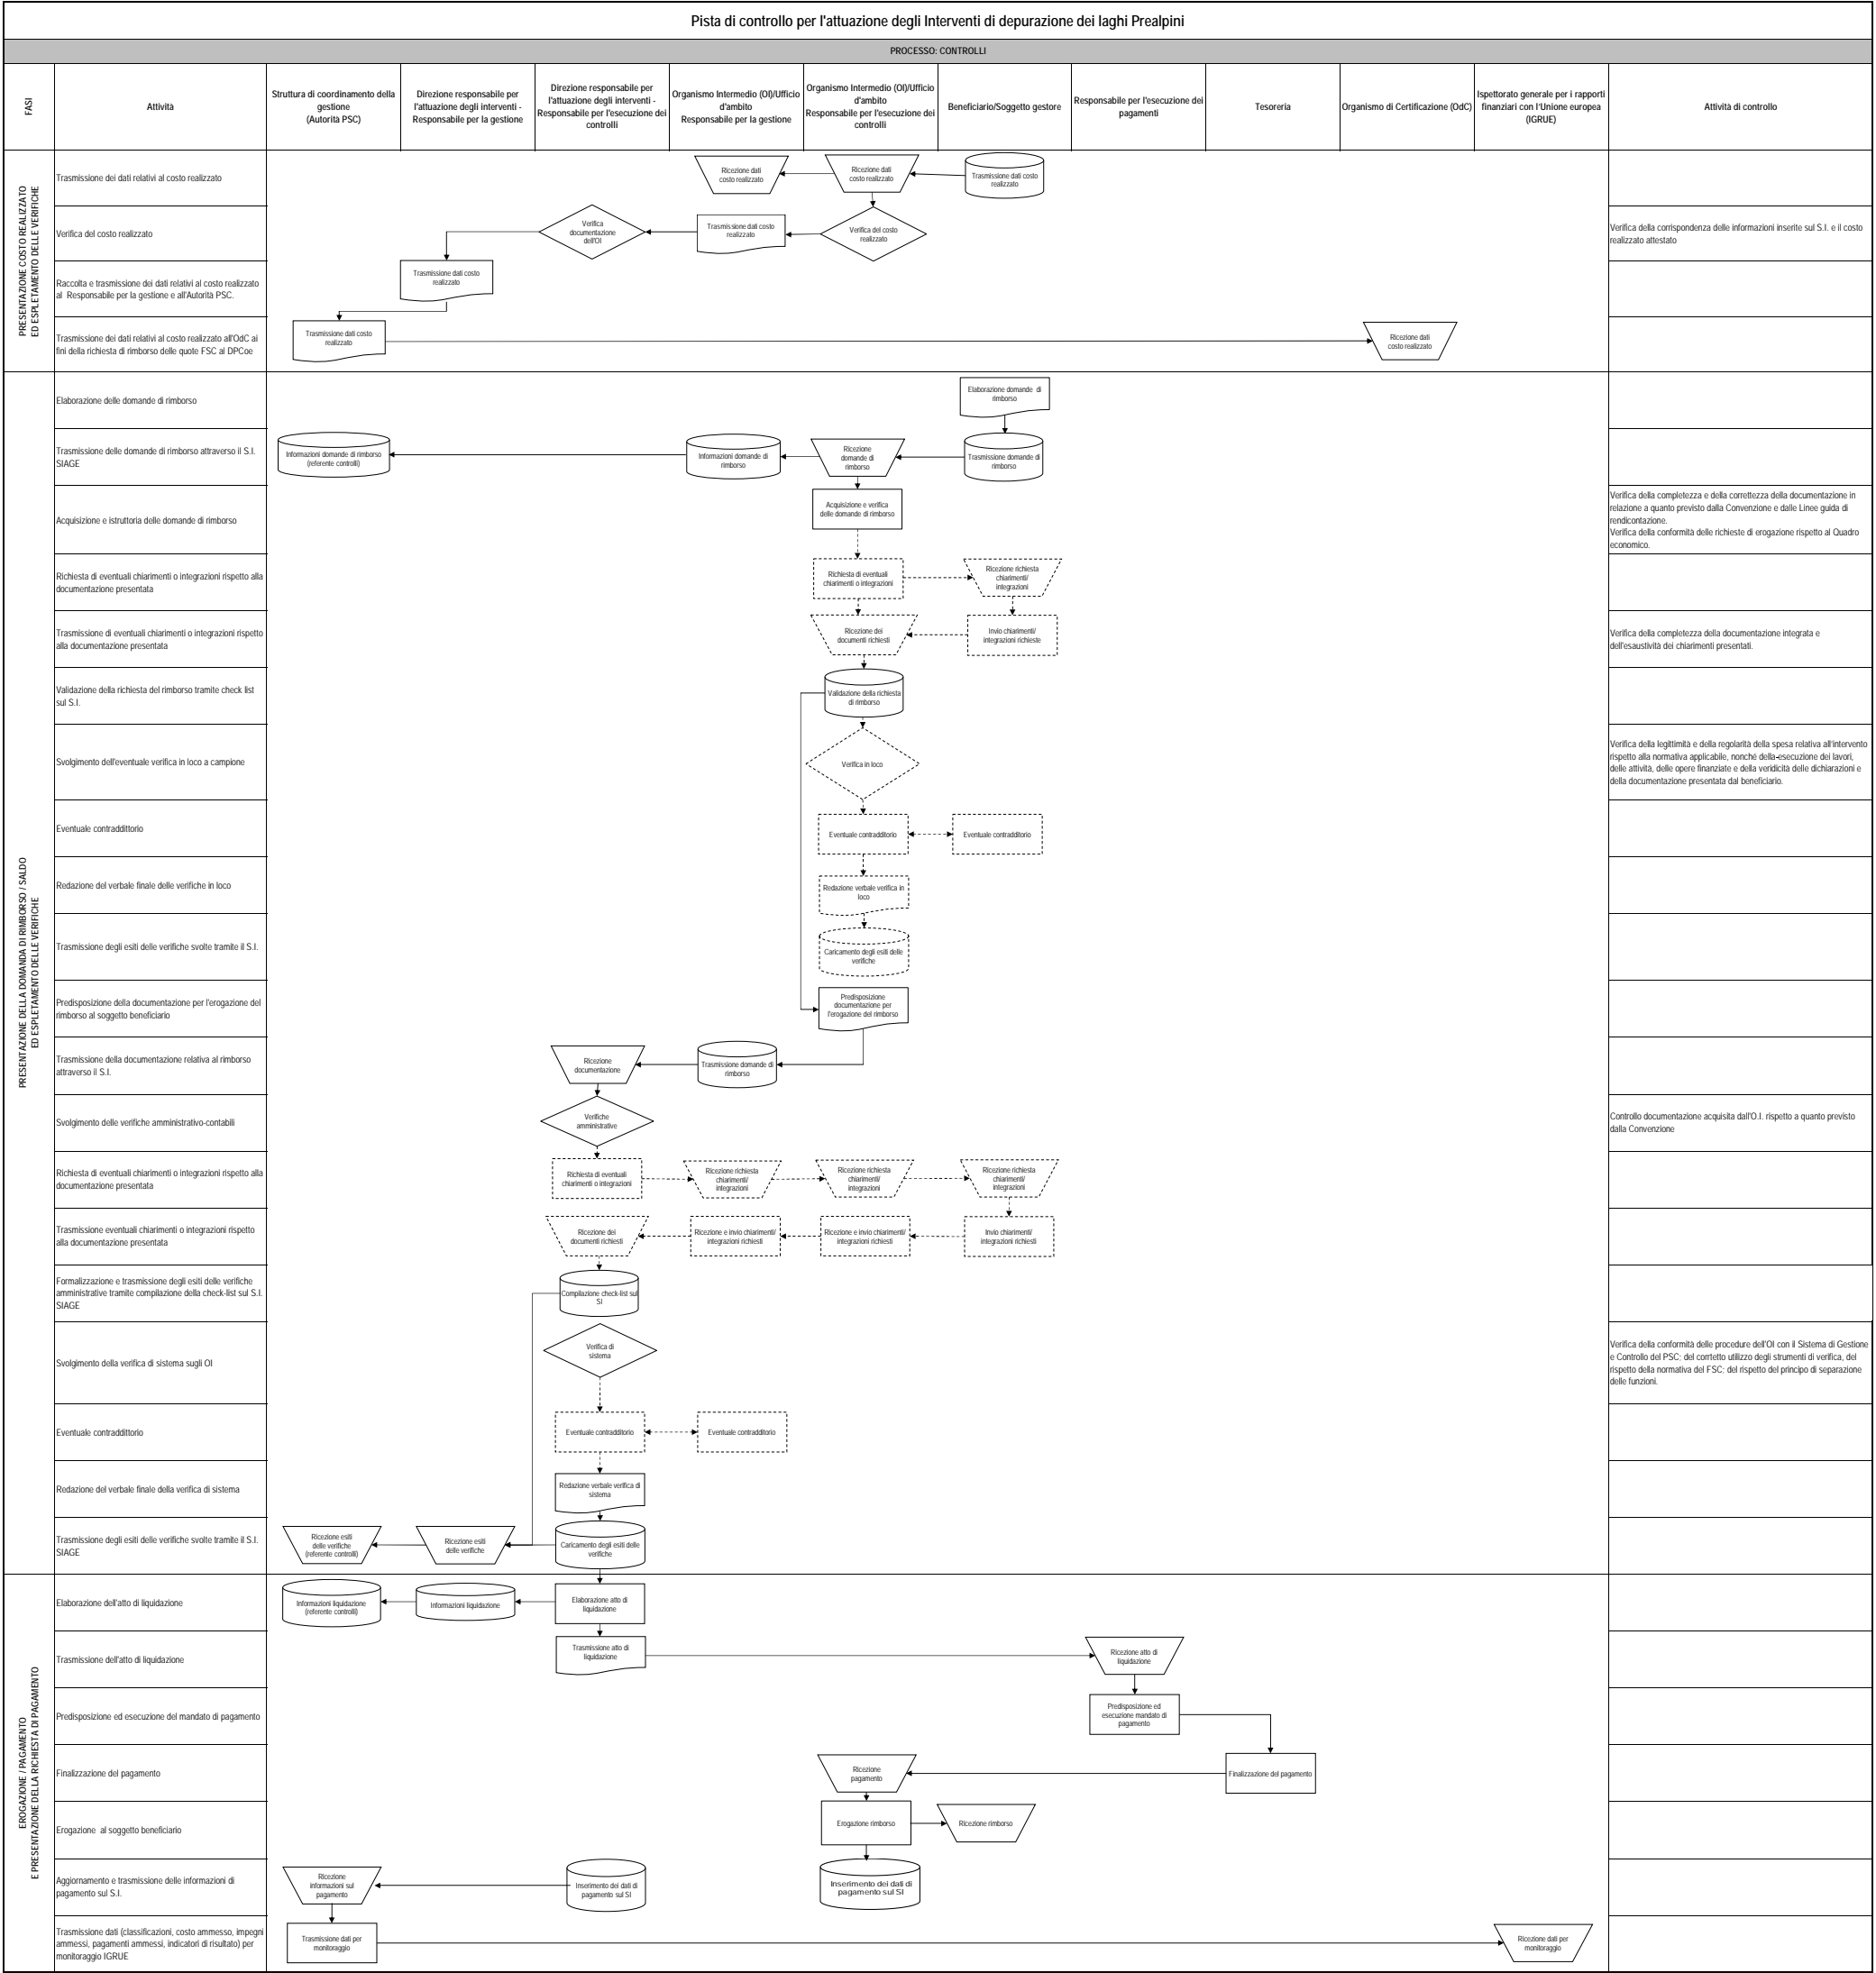 Pista di controllo per l'attuazione degli Interventi di depurazione dei laghi Prealpini
PROCESSO: CONTROLLI
FASI
Attività
Struttura di coordinamento della
gestione
(Autorità PSC)
Direzione responsabile per
l'attuazione degli interventi -
Responsabile per la gestione
Direzione responsabile per
l'attuazione degli interventi -
Responsabile per l'esecuzione dei
controlli
Organismo Intermedio (OI)/Ufficio
d'ambito
Responsabile per la gestione
Organismo Intermedio (OI)/Ufficio
d'ambito
Responsabile per l'esecuzione dei
controlli
Beneficiario/Soggetto gestore
Responsabile per l'esecuzione dei
pagamenti
Tesoreria
Organismo di Certificazione (OdC)
Ispettorato generale per i rapporti
finanziari con l'Unione europea
(IGRUE)
Attività di controllo
PRESENTAZIONE COSTO REALIZZATO
ED ESPLETAMENTO DELLE VERIFICHE
Trasmissione dei dati relativi al costo realizzato
Ricezione dati
costo realizzato
Ricezione dati
costo realizzato
Trasmissione dati costo
realizzato
Verifica del costo realizzato
Verifica
documentazione
dell'OI
Trasmissione dati costo
realizzato
Verifica del costo
realizzato
Verifica della corrispondenza delle informazioni inserite sul S.I. e il costo
realizzato attestato
Raccolta e trasmissione dei dati relativi al costo realizzato
al Responsabile per la gestione e all'Autorità PSC.
Trasmissione dati costo
realizzato
Trasmissione dei dati relativi al costo realizzato all'OdC ai
fini della richiesta di rimborso delle quote FSC al DPCoe
Trasmissione dati costo
realizzato
Ricezione dati
costo realizzato
PRESENTAZIONE DELLA DOMANDA DI RIMBORSO / SALDO
ED ESPLETAMENTO DELLE VERIFICHE
Elaborazione delle domande di rimborso
Elaborazione domande di
rimborso
Trasmissione delle domande di rimborso attraverso il S.I.
SIAGE
Informazioni domande di rimborso
(referente controlli)
Informazioni domande di
rimborso
Ricezione
domande di
rimborso
Trasmissione domande di
rimborso
Acquisizione e istruttoria delle domande di rimborso
Acquisizione e verifica
delle domande di rimborso
Verifica della completezza e della correttezza della documentazione in
relazione a quanto previsto dalla Convenzione e dalle Linee guida di
rendicontazione.
Verifica della conformità delle richieste di erogazione rispetto al Quadro
economico.
Richiesta di eventuali chiarimenti o integrazioni rispetto alla
documentazione presentata
Richiesta di eventuali
chiarimenti o integrazioni
Ricezione richiesta
chiarimenti/
integrazioni
Trasmissione di eventuali chiarimenti o integrazioni rispetto
alla documentazione presentata
Ricezione dei
documenti richiesti
Invio chiarimenti/
integrazioni richieste
Verifica della completezza della documentazione integrata e
dell'esaustività dei chiarimenti presentati.
Validazione della richiesta del rimborso tramite check list
sul S.I.
Validazione della richiesta
di rimborso
Svolgimento dell'eventuale verifica in loco a campione
Verifica in loco
Verifica della legittimità e della regolarità della spesa relativa all'intervento
rispetto alla normativa applicabile, nonché della esecuzione dei lavori,
delle attività, delle opere finanziate e della veridicità delle dichiarazioni e
della documentazione presentata dal beneficiario.
Eventuale contraddittorio
Eventuale contradditorio
Eventuale contradditorio
Redazione del verbale finale delle verifiche in loco
Redazione verbale verifica in
loco
Trasmissione degli esiti delle verifiche svolte tramite il S.I.
Caricamento degli esiti delle
verifiche
Predisposizione della documentazione per l'erogazione del
rimborso al soggetto beneficiario
Predisposizione
documentazione per
l'erogazione del rimborso
Trasmissione della documentazione relativa al rimborso
attraverso il S.I.
Ricezione
documentazione
Trasmissione domande di
rimborso
Svolgimento delle verifiche amministrativo-contabili
Verifiche
amministrative
Controllo documentazione acquisita dall'O.I. rispetto a quanto previsto
dalla Convenzione
Richiesta di eventuali chiarimenti o integrazioni rispetto alla
documentazione presentata
Richiesta di eventuali
chiarimenti o integrazioni
Ricezione richiesta
chiarimenti/
integrazioni
Ricezione richiesta
chiarimenti/
integrazioni
Ricezione richiesta
chiarimenti/
integrazioni
Trasmissione eventuali chiarimenti o integrazioni rispetto
alla documentazione presentata
Ricezione dei
documenti richiesti
Ricezione e invio chiarimenti/
integrazioni richiesti
Ricezione e invio chiarimenti/
integrazioni richiesti
Invio chiarimenti/
integrazioni richiesti
Formalizzazione e trasmissione degli esiti delle verifiche
amministrative tramite compilazione della check-list sul S.I.
SIAGE
Compilazione check-list sul
SI
Svolgimento della verifica di sistema sugli OI
Verifica di
sistema
Verifica della conformità delle procedure dell'OI con il Sistema di Gestione
e Controllo del PSC; del corrtetto utilizzo degli strumenti di verifica, del
rispetto della normativa del FSC; del rispetto del principo di separazione
delle funzioni.
Eventuale contraddittorio
Eventuale contradditorio
Eventuale contradditorio
Redazione del verbale finale della verifica di sistema
Redazione verbale verifica di
sistema
Trasmissione degli esiti delle verifiche svolte tramite il S.I.
SIAGE
Ricezione esiti
delle verifiche
(referente controlli)
Ricezione esiti
delle verifiche
Caricamento degli esiti delle
verifiche
EROGAZIONE / PAGAMENTO
E PRESENTAZIONE DELLA RICHIESTA DI PAGAMENTO
Elaborazione dell'atto di liquidazione
Informazioni liquidazione
(referente controlli)
Informazioni liquidazione
Elaborazione atto di
liquidazione
Trasmissione dell'atto di liquidazione
Trasmissione atto di
liquidazione
Ricezione atto di
liquidazione
Predisposizione ed esecuzione del mandato di pagamento
Predisposizione ed
esecuzione mandato di
pagamento
Finalizzazione del pagamento
Ricezione
pagamento
Finalizzazione del pagamento
Erogazione al soggetto beneficiario
Erogazione rimborso
Ricezione rimborso
Aggiornamento e trasmissione delle informazioni di
pagamento sul S.I.
Ricezione
informazioni sul
pagamento
Inserimento dei dati di
pagamento sul SI
Inserimento dei dati di
pagamento sul SI
Trasmissione dati (classificazioni, costo ammesso, impegni
ammessi, pagamenti ammessi, indicatori di risultato) per
monitoraggio IGRUE
Trasmissione dati per
monitoraggio
Ricezione dati per
monitoraggio